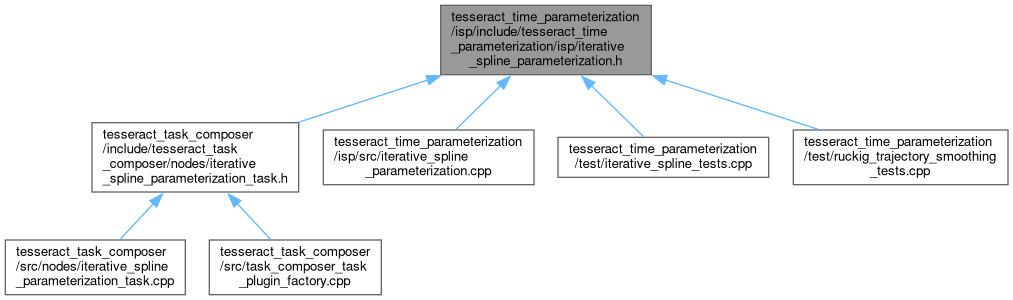 tesseract_time_parameterization
/isp/include/tesseract_time
_parameterization/isp/iterative
_spline_parameterization.h
tesseract_task_composer
/include/tesseract_task
_composer/nodes/iterative
_spline_parameterization_task.h
tesseract_time_parameterization
/isp/src/iterative_spline
_parameterization.cpp
tesseract_time_parameterization
/test/iterative_spline_tests.cpp
tesseract_time_parameterization
/test/ruckig_trajectory_smoothing
_tests.cpp
tesseract_task_composer
/src/nodes/iterative_spline
_parameterization_task.cpp
tesseract_task_composer
/src/task_composer_task
_plugin_factory.cpp